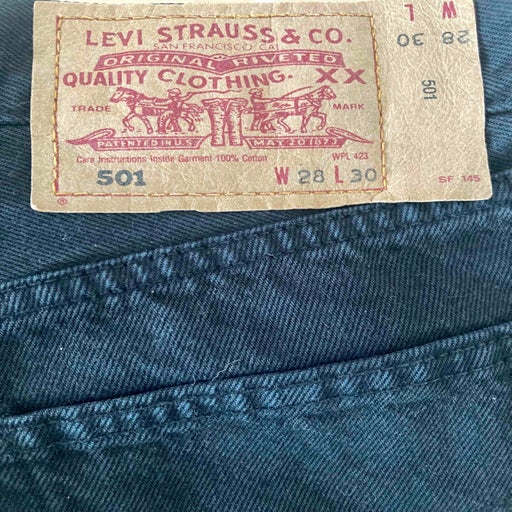 LEVI STRAUSS & CO.
SAN FRANCISCO, CAL
ORIGINAL RIVETED
QUALITY CLOTHING. XX
TRADE MARK
PATENTED IN U.S. MAY 20 1873
Care Instructions Inside Garment 100% Cotton WPL 423
501 W 28 L 30
®
W L
28 30
501
SF 145